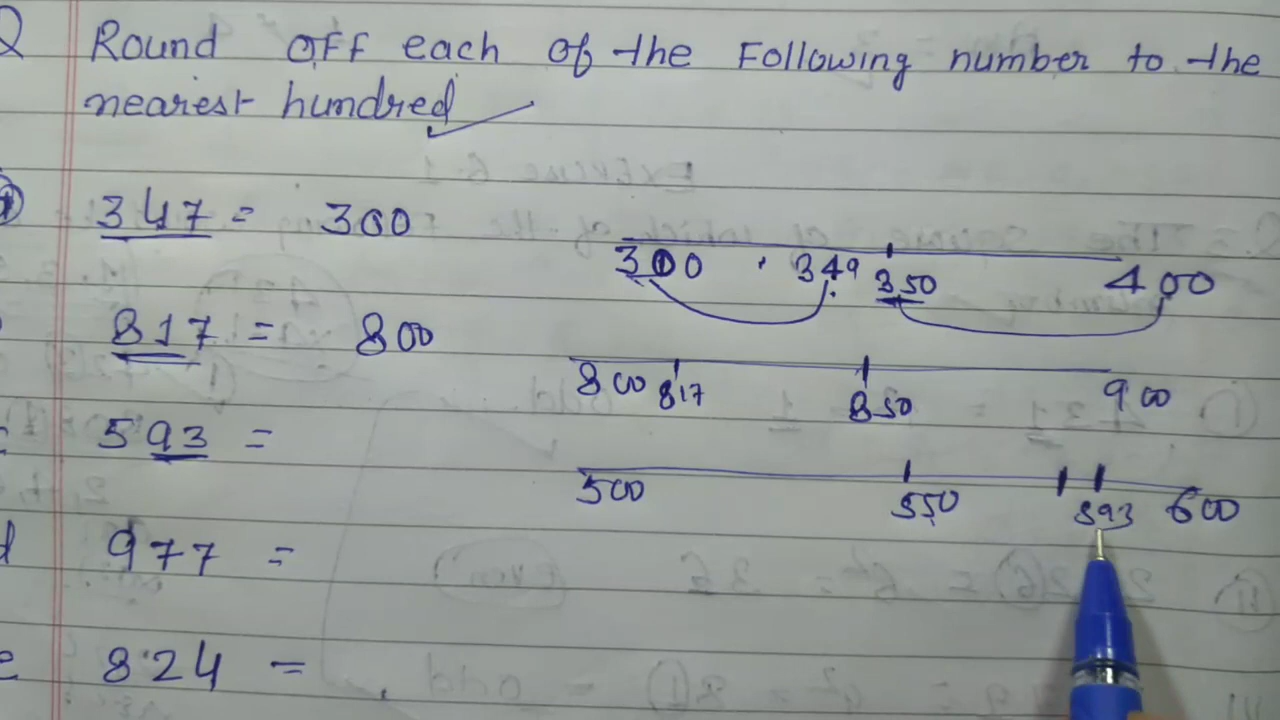 Q Round OFF each of the Following number to the
nearest hundred
347 = 300
300 349 350 400
817 = 800
800 817 850 900
593 =
500 550 593 600
d 977 =
e 824 =